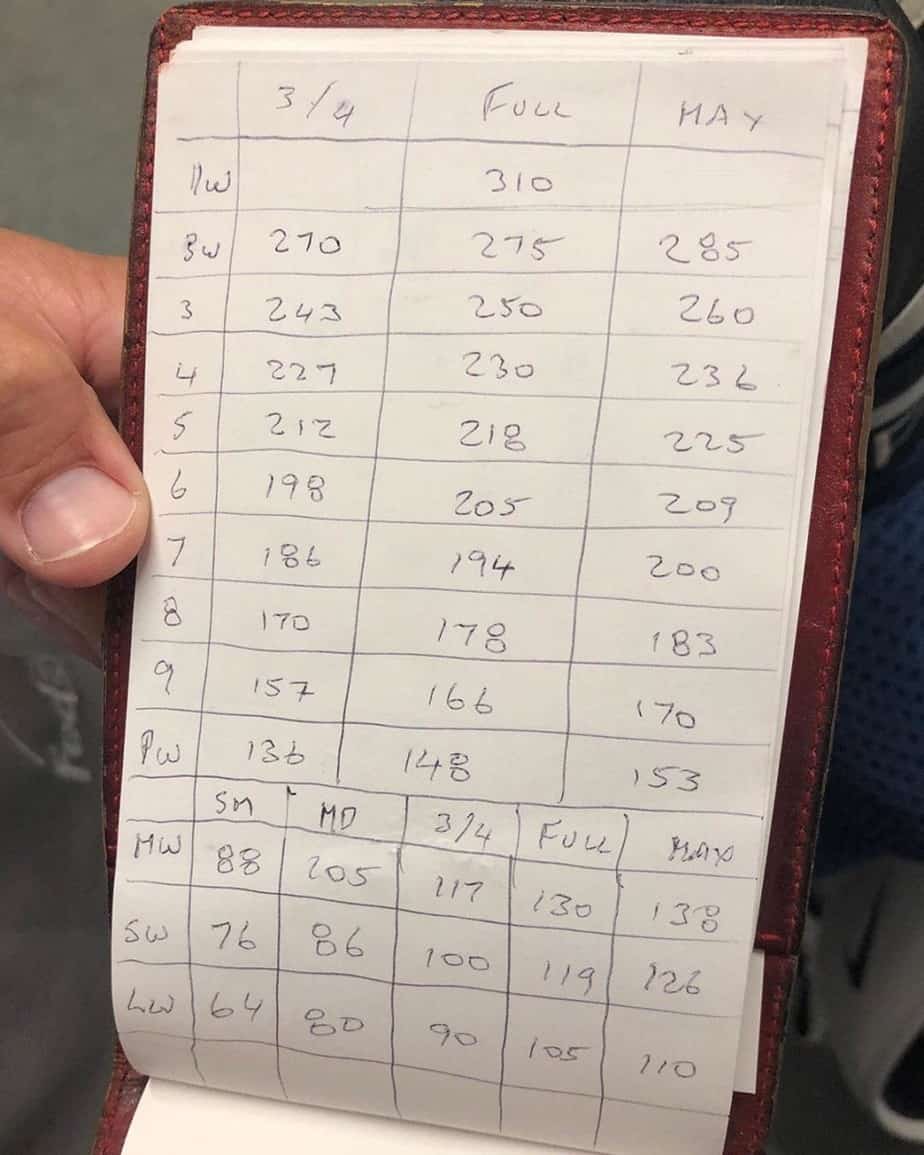 3/4 FULL MAX
1W 310
3W 270 275 285
3 243 250 260
4 227 230 236
5 212 218 225
6 198 205 209
7 186 194 200
8 170 178 183
9 157 166 170
PW 136 148 153
SM MD 3/4 FULL MAX
MW 88 205 117 130 138
SW 76 86 100 119 126
LW 64 80 90 105 110